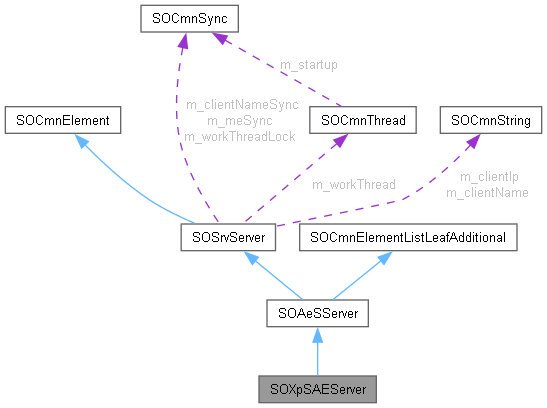 SOCmnSync
m_startup
m_clientNameSync
m_meSync
m_workThreadLock
SOCmnElement
SOCmnThread
SOCmnString
m_workThread
m_clientIp
m_clientName
SOSrvServer
SOCmnElementListLeafAdditional
SOAeSServer
SOXpSAEServer